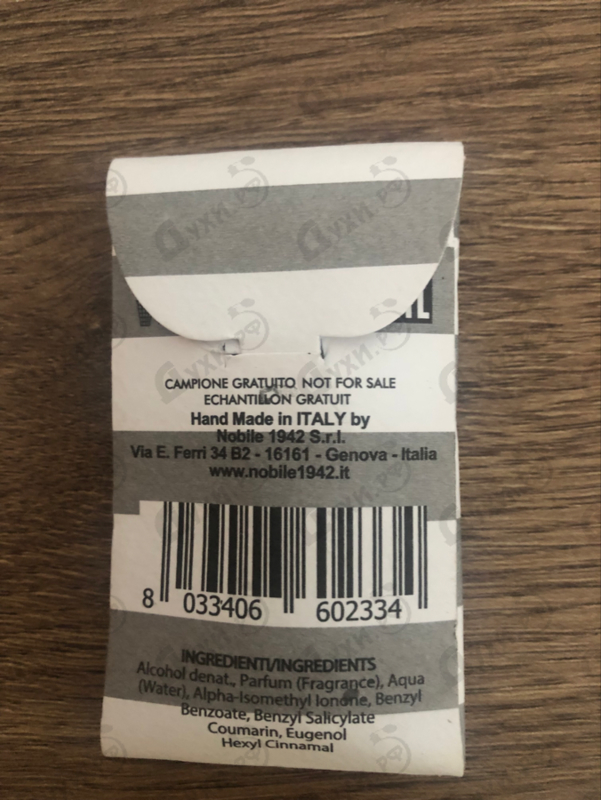 CAMPIONE GRATUITO NOT FOR SALE
ECHANTILLON GRATUIT
Hand Made in ITALY by
Nobile 1942 S.r.l.
Via E. Ferri 34 B2 - 16161 - Genova - Italia
www.nobile1942.it
8 033406 602334
INGREDIENTI/INGREDIENTS
Alcohol denat., Parfum (Fragrance), Aqua
(Water), Alpha-Isomethyl Ionone, Benzyl
Benzoate, Benzyl Salicylate
Coumarin, Eugenol
Hexyl Cinnamal
Духи.рф